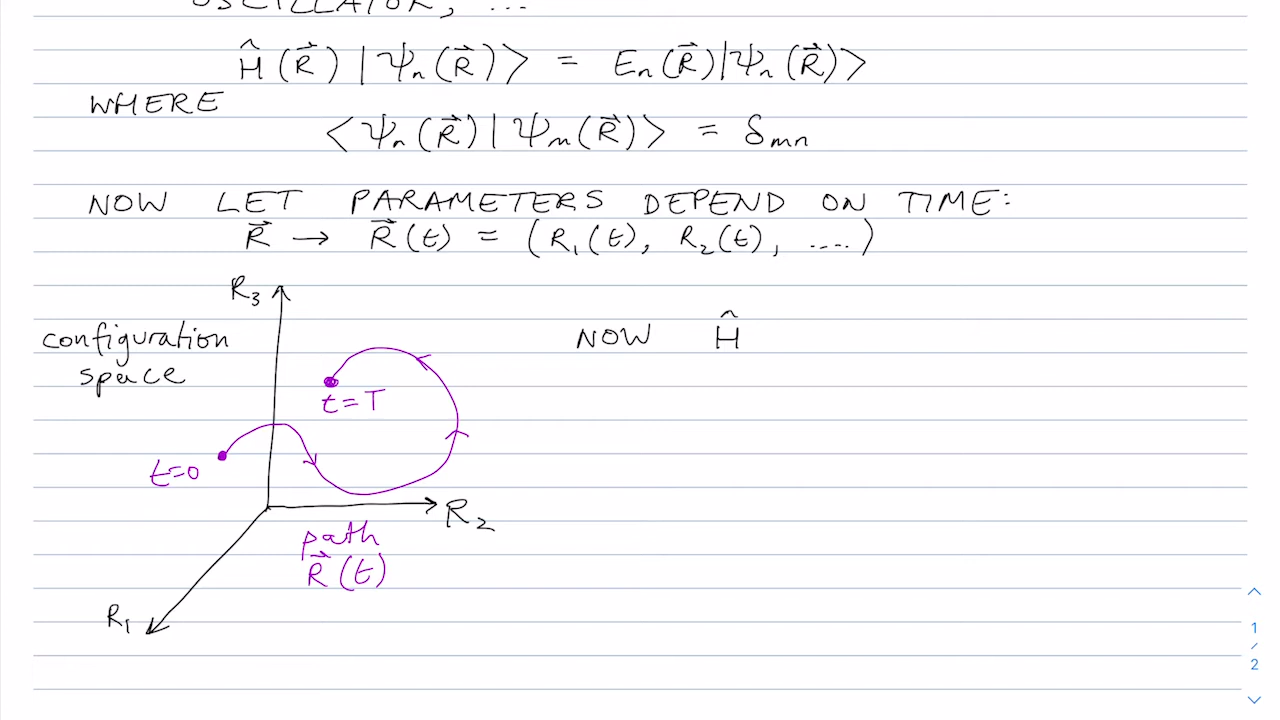 OSCILLATOR, ...
Ĥ(R⃗) |ψₙ(R⃗)⟩ = Eₙ(R⃗)|ψₙ(R⃗)⟩
WHERE
⟨ψₙ(R⃗)|ψₘ(R⃗)⟩ = δₘₙ
NOW LET PARAMETERS DEPEND ON TIME:
R⃗ → R⃗(t) = (R₁(t), R₂(t), ....)
R₃
configuration
space
NOW Ĥ
t=T
t=0
R₂
path
R⃗(t)
R₁
1
/
2